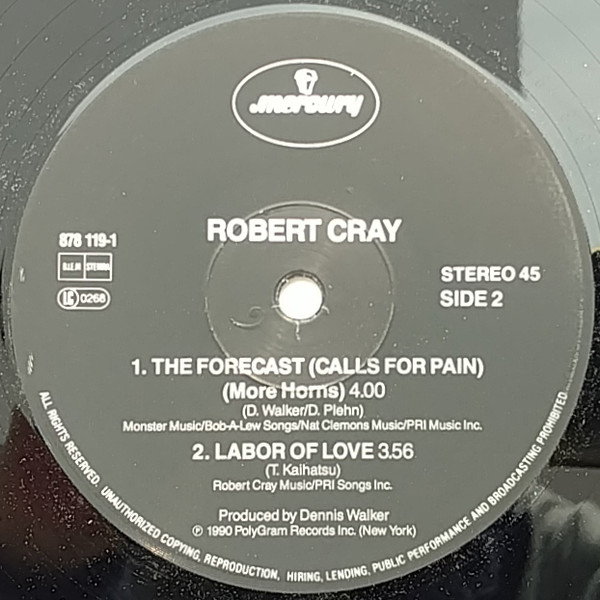 mercury
ROBERT CRAY
878 119-1
B.I.E.M STEMRA
LC 0268
STEREO 45
SIDE 2
1. THE FORECAST (CALLS FOR PAIN)
(More Horns) 4.00
(D. Walker/D. Plehn)
Monster Music/Bob-A-Lew Songs/Nat Clemons Music/PRI Music Inc.
2. LABOR OF LOVE 3.56
(T. Kaihatsu)
Robert Cray Music/PRI Songs Inc.
Produced by Dennis Walker
℗ 1990 PolyGram Records Inc. (New York)
ALL RIGHTS RESERVED. UNAUTHORIZED COPYING, REPRODUCTION, HIRING, LENDING, PUBLIC PERFORMANCE AND BROADCASTING PROHIBITED